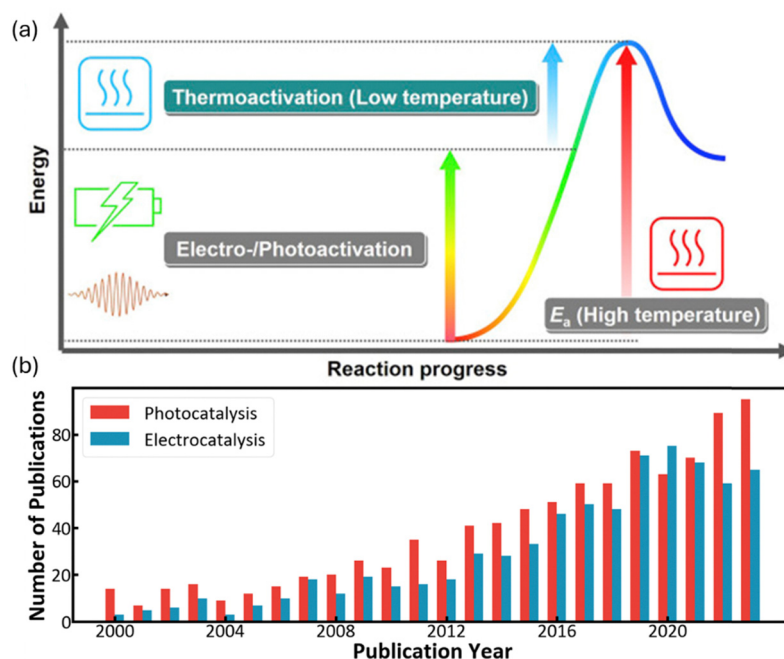 (a)
Thermoactivation (Low temperature)
Energy
Electro-/Photoactivation
Ea (High temperature)
Reaction progress
(b)
Photocatalysis
Electrocatalysis
Number of Publications
80
60
40
20
0
2000 2004 2008 2012 2016 2020
Publication Year